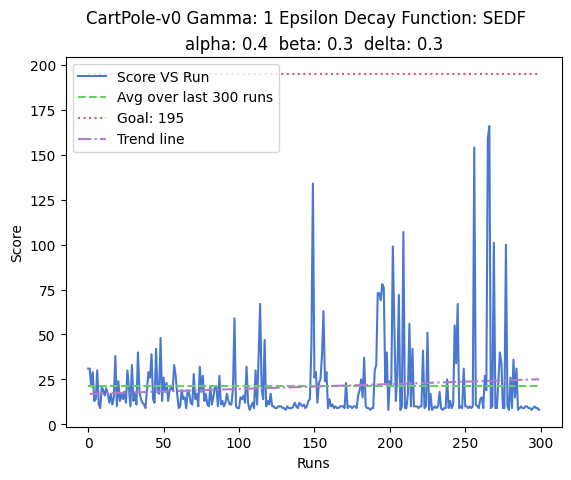 CartPole-v0 Gamma: 1 Epsilon Decay Function: SEDF
alpha: 0.4 beta: 0.3 delta: 0.3
Score VS Run
Avg over last 300 runs
Goal: 195
Trend line
200
175
150
125
100
75
50
25
0
Score
0 50 100 150 200 250 300
Runs